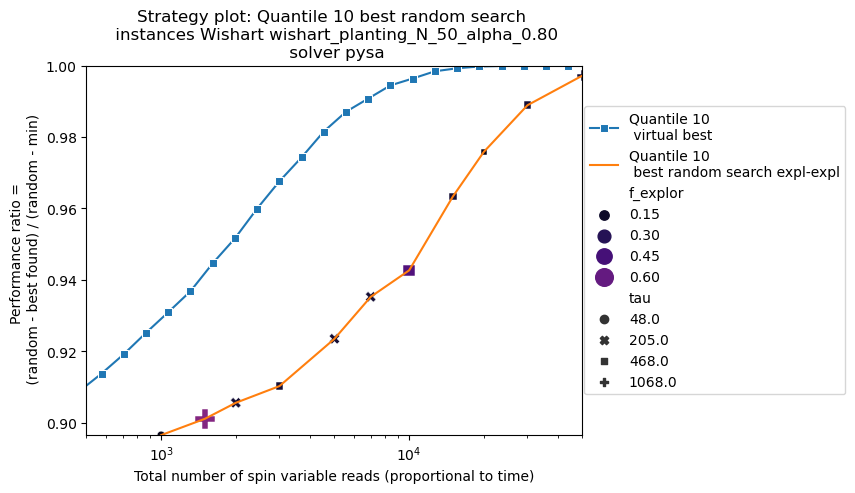 Strategy plot: Quantile 10 best random search
instances Wishart wishart_planting_N_50_alpha_0.80
solver pysa
Performance ratio =
(random - best found) / (random - min)
1.00
0.98
0.96
0.94
0.92
0.90
10³
10⁴
Total number of spin variable reads (proportional to time)
Quantile 10
virtual best
Quantile 10
best random search expl-expl
f_explor
0.15
0.30
0.45
0.60
tau
48.0
205.0
468.0
1068.0